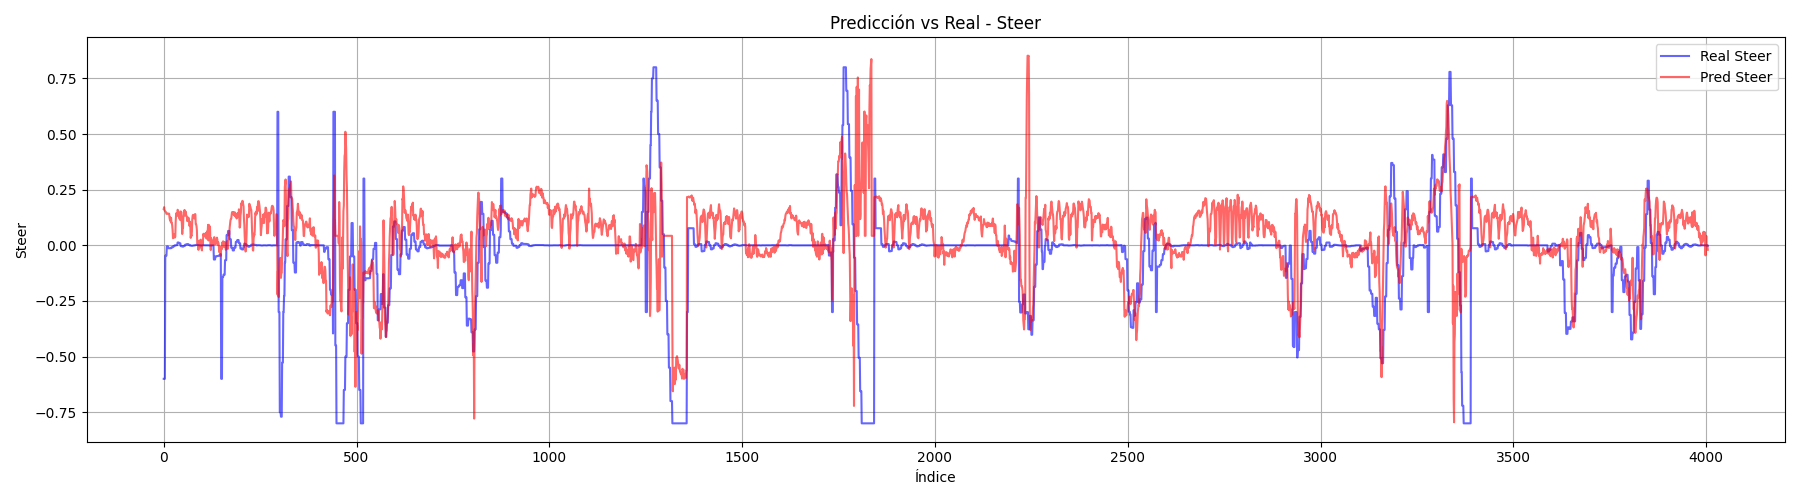 Predicción vs Real - Steer
Real Steer
Pred Steer
Steer
0.75
0.50
0.25
0.00
−0.25
−0.50
−0.75
0 500 1000 1500 2000 2500 3000 3500 4000
Índice